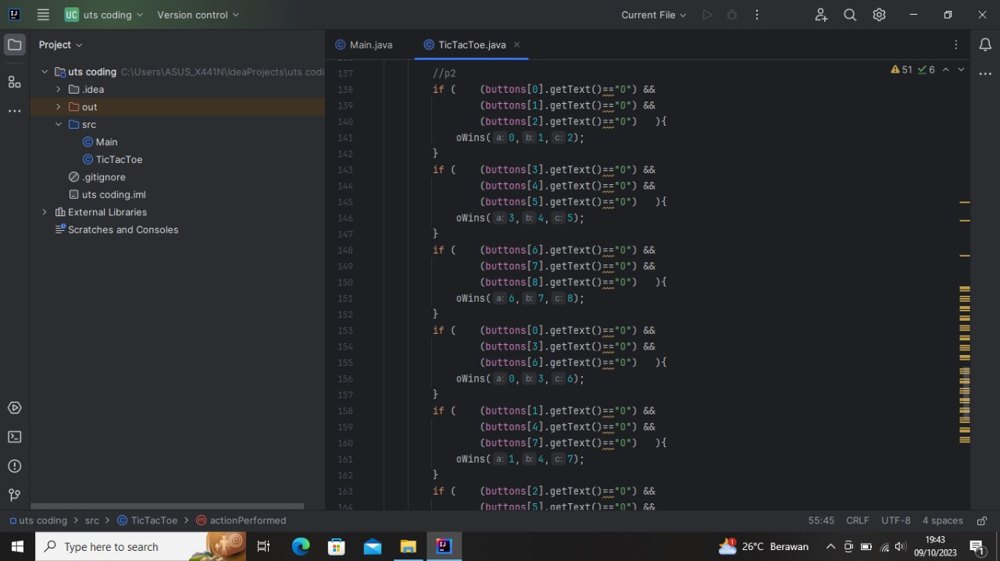 UC uts coding Version control Current File
Project
Main.java TicTacToe.java
uts coding C:\Users\ASUS_X441N\IdeaProjects\uts codi
.idea
out
src
Main
TicTacToe
.gitignore
uts coding.iml
External Libraries
Scratches and Consoles
51 6
137 //p2
138 if ( (buttons[0].getText()=="O") &&
139 (buttons[1].getText()=="O") &&
140 (buttons[2].getText()=="O") ){
141 oWins( a: 0, b: 1, c: 2);
142 }
143 if ( (buttons[3].getText()=="O") &&
144 (buttons[4].getText()=="O") &&
145 (buttons[5].getText()=="O") ){
146 oWins( a: 3, b: 4, c: 5);
147 }
148 if ( (buttons[6].getText()=="O") &&
149 (buttons[7].getText()=="O") &&
150 (buttons[8].getText()=="O") ){
151 oWins( a: 6, b: 7, c: 8);
152 }
153 if ( (buttons[0].getText()=="O") &&
154 (buttons[3].getText()=="O") &&
155 (buttons[6].getText()=="O") ){
156 oWins( a: 0, b: 3, c: 6);
157 }
158 if ( (buttons[1].getText()=="O") &&
159 (buttons[4].getText()=="O") &&
160 (buttons[7].getText()=="O") ){
161 oWins( a: 1, b: 4, c: 7);
162 }
163 if ( (buttons[2].getText()=="O") &&
164 (buttons[5].getText()=="O") &&
uts coding src TicTacToe actionPerformed 55:45 CRLF UTF-8 4 spaces
Type here to search 26°C Berawan 19:43
09/10/2023 1